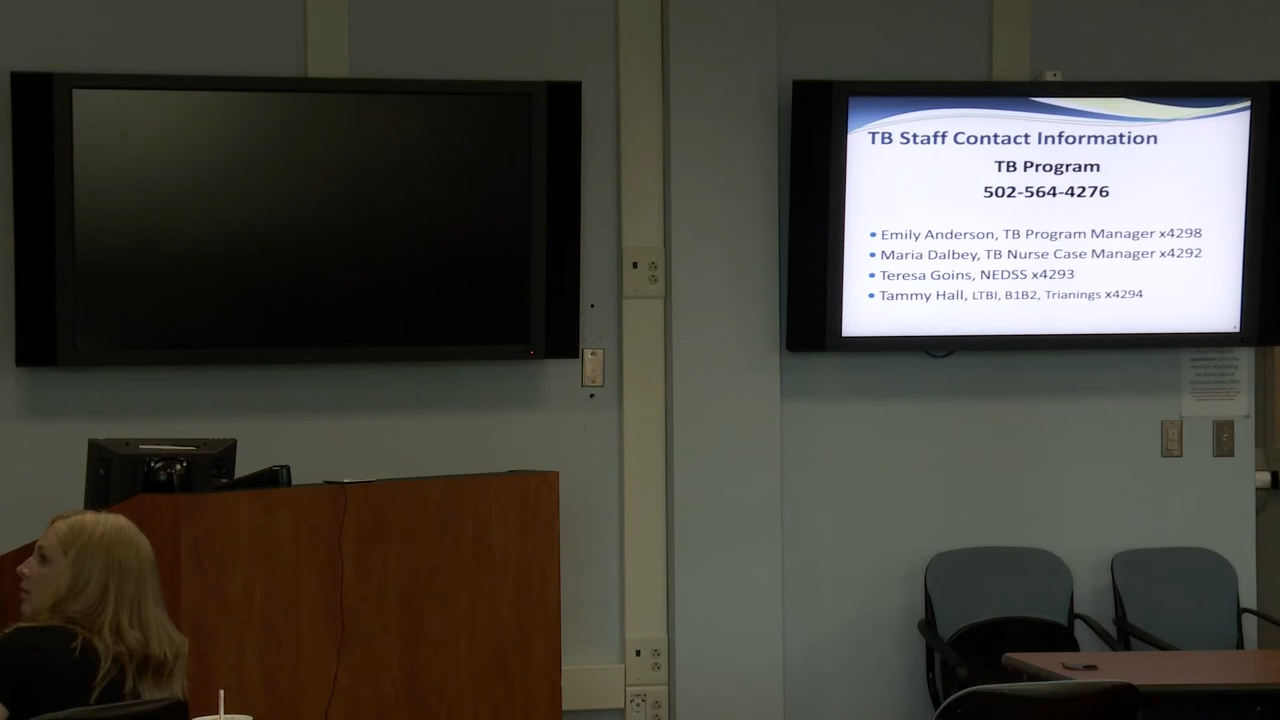 TB Staff Contact Information
TB Program
502-564-4276
• Emily Anderson, TB Program Manager x4298
• Maria Dalbey, TB Nurse Case Manager x4292
• Teresa Goins, NEDSS x4293
• Tammy Hall, LTBI, B1B2, Trianings x4294